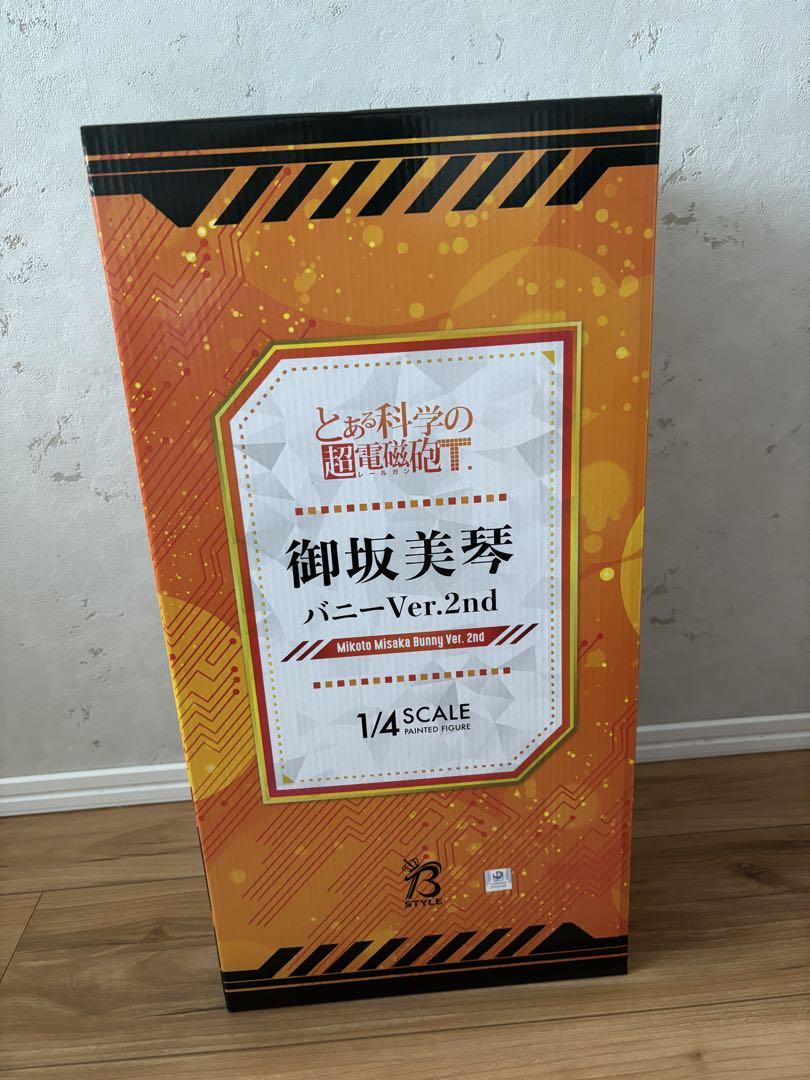 とある科学の
超電磁砲T.
レールガン
御坂美琴
バニーVer.2nd
Mikoto Misaka Bunny Ver. 2nd
1/4 SCALE
PAINTED FIGURE
B
STYLE